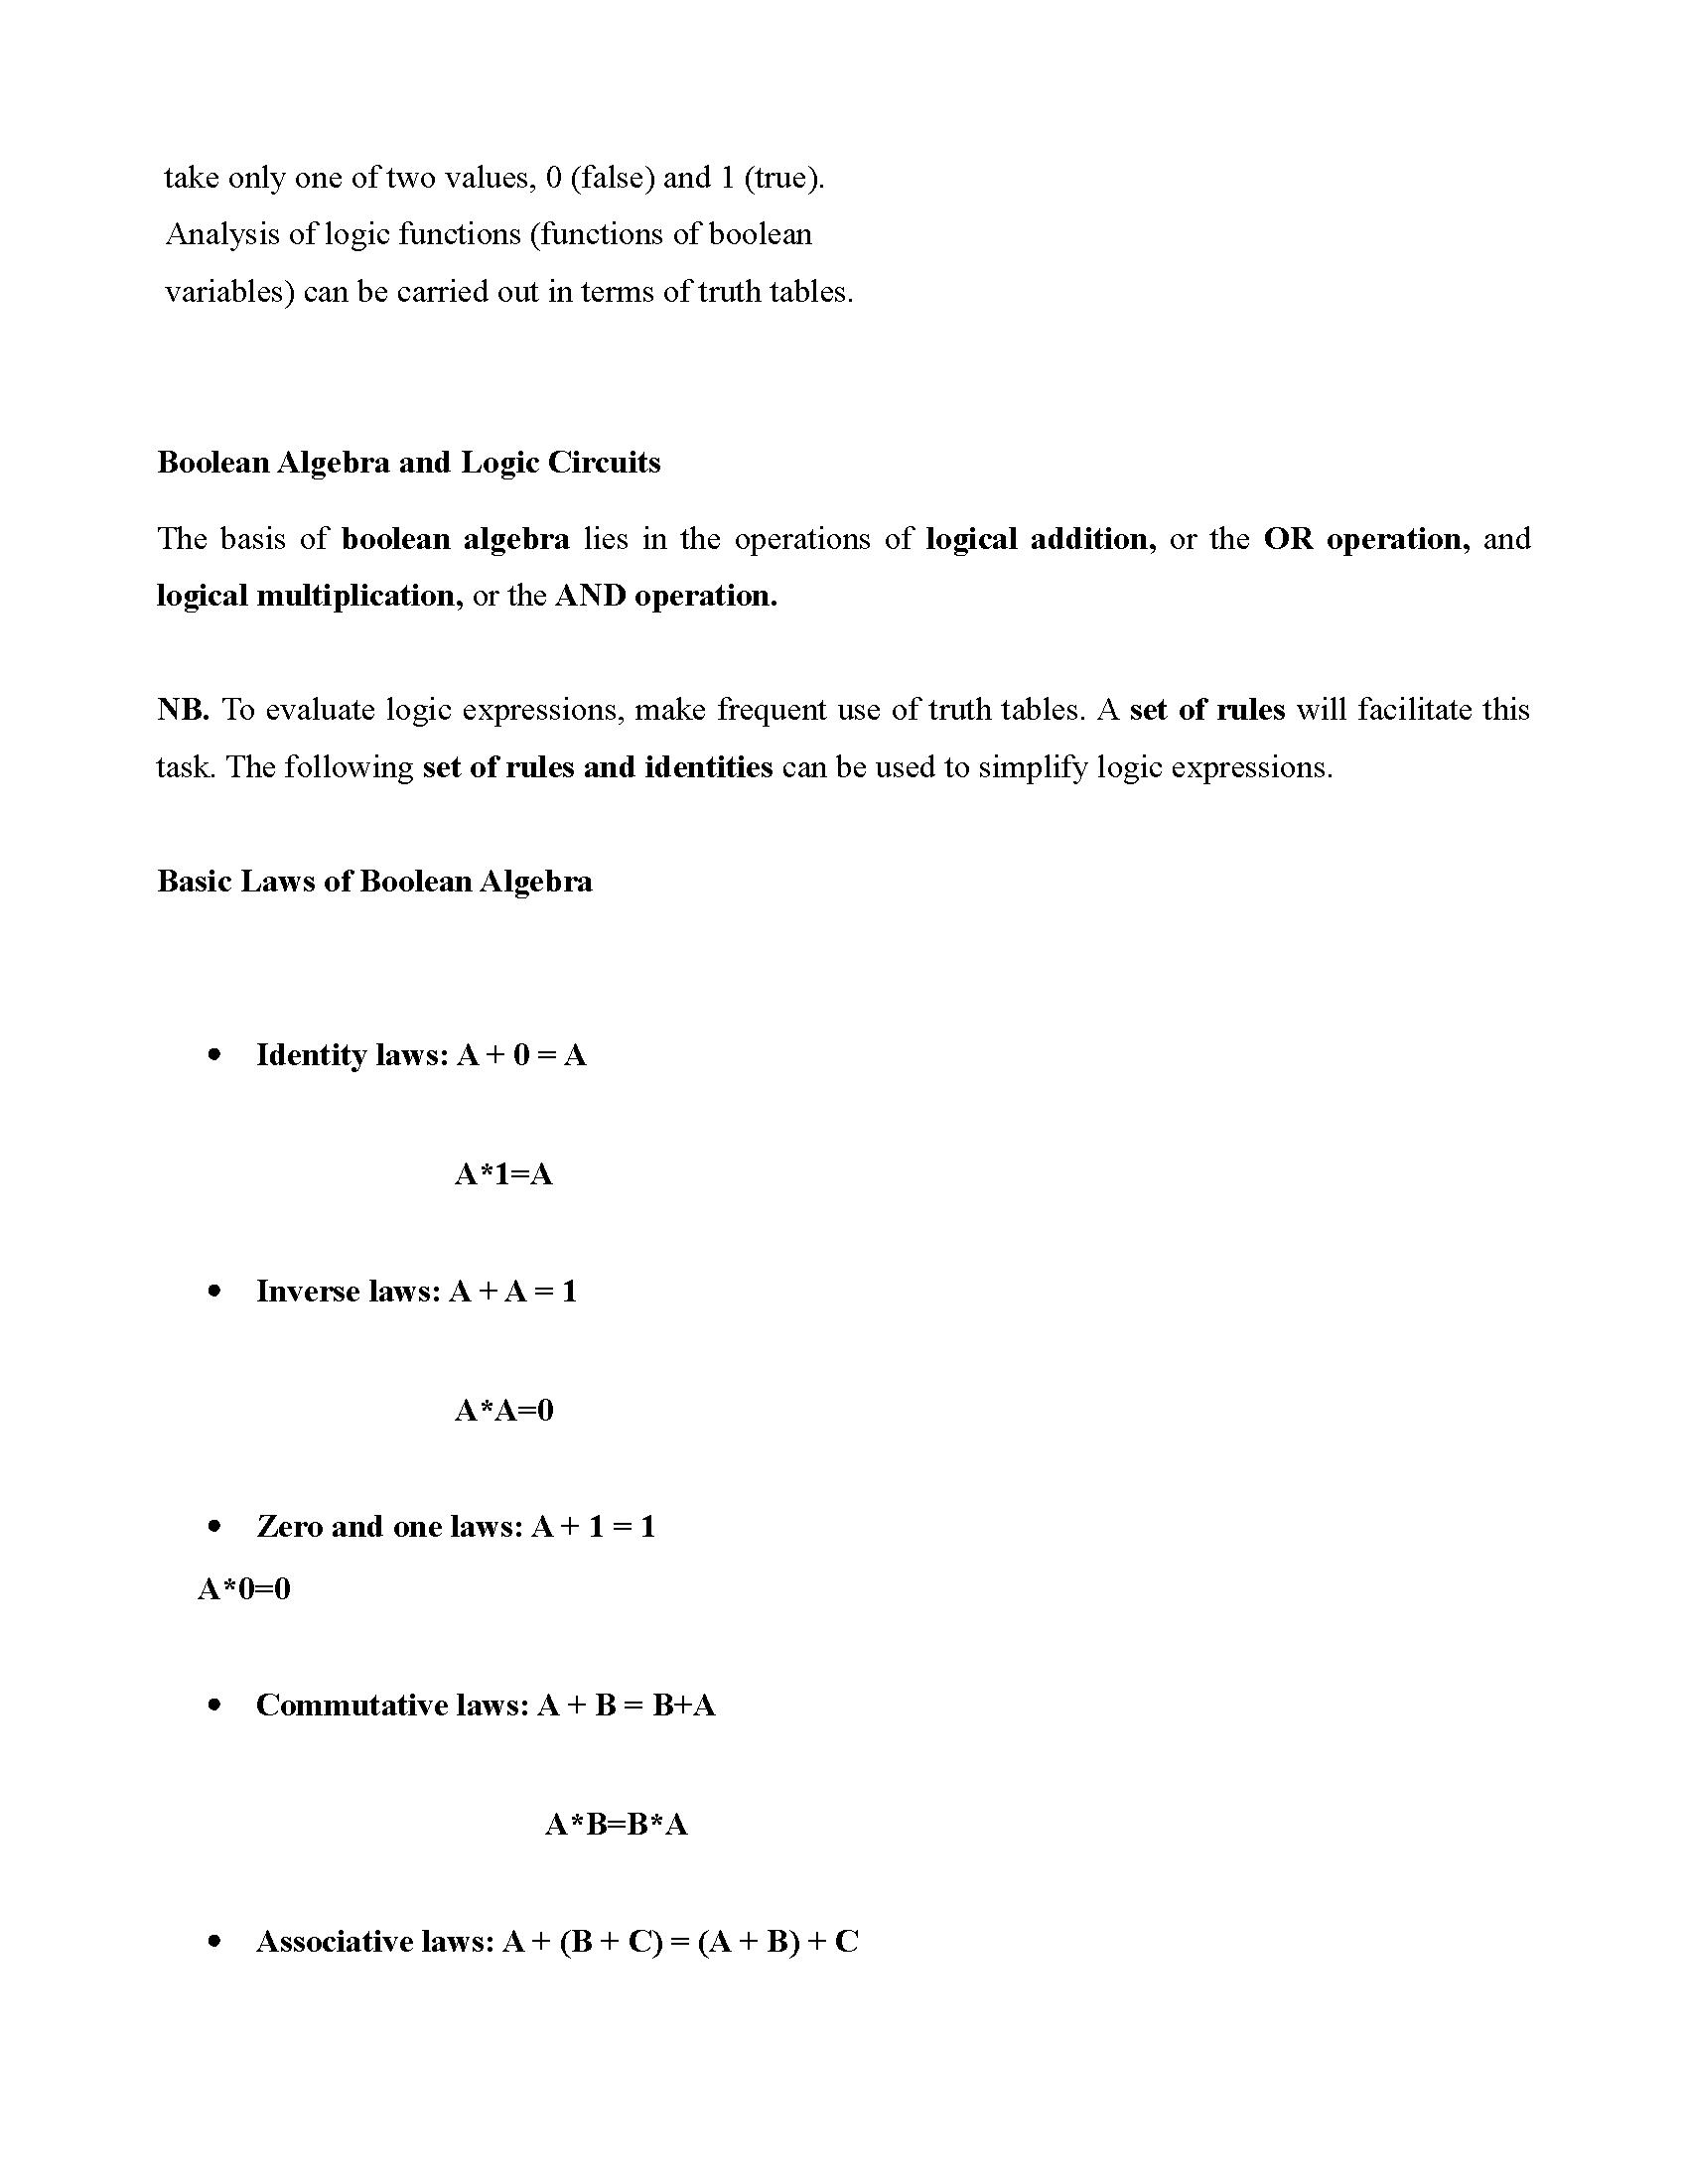 take only one of two values, 0 (false) and 1 (true).
Analysis of logic functions (functions of boolean
variables) can be carried out in terms of truth tables.
Boolean Algebra and Logic Circuits
The basis of boolean algebra lies in the operations of logical addition, or the OR operation, and
logical multiplication, or the AND operation.
NB. To evaluate logic expressions, make frequent use of truth tables. A set of rules will facilitate this
task. The following set of rules and identities can be used to simplify logic expressions.
Basic Laws of Boolean Algebra
• Identity laws: A + 0 = A
A*1=A
• Inverse laws: A + A = 1
A*A=0
• Zero and one laws: A + 1 = 1
A*0=0
• Commutative laws: A + B = B+A
A*B=B*A
• Associative laws: A + (B + C) = (A + B) + C